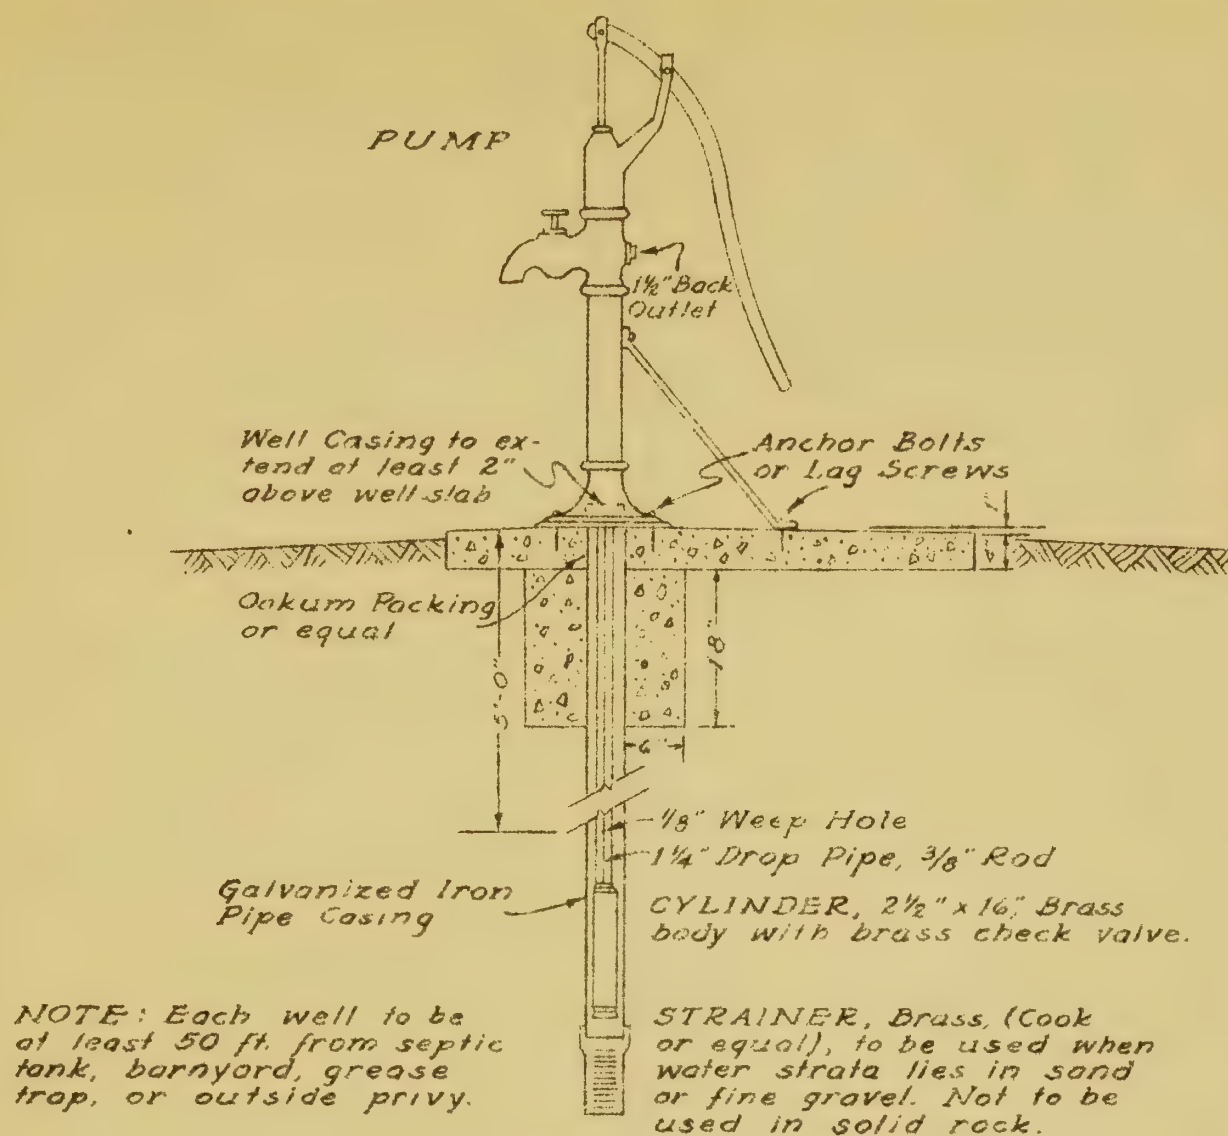 PUMP
1½" Back
Outlet
Well Casing to ex-
tend at least 2"
above well slab
Anchor Bolts
or Lag Screws
1"
Oakum Packing
or equal
5'-0"
18"
6"
1/8" Weep Hole
1¼" Drop Pipe, 3/8" Rod
Galvanized Iron
Pipe Casing
CYLINDER, 2½" x 16", Brass
body with brass check valve.
NOTE: Each well to be
at least 50 ft. from septic
tank, barnyard, grease
trap, or outside privy.
STRAINER, Brass, (Cook
or equal), to be used when
water strata lies in sand
or fine gravel. Not to be
used in solid rock.